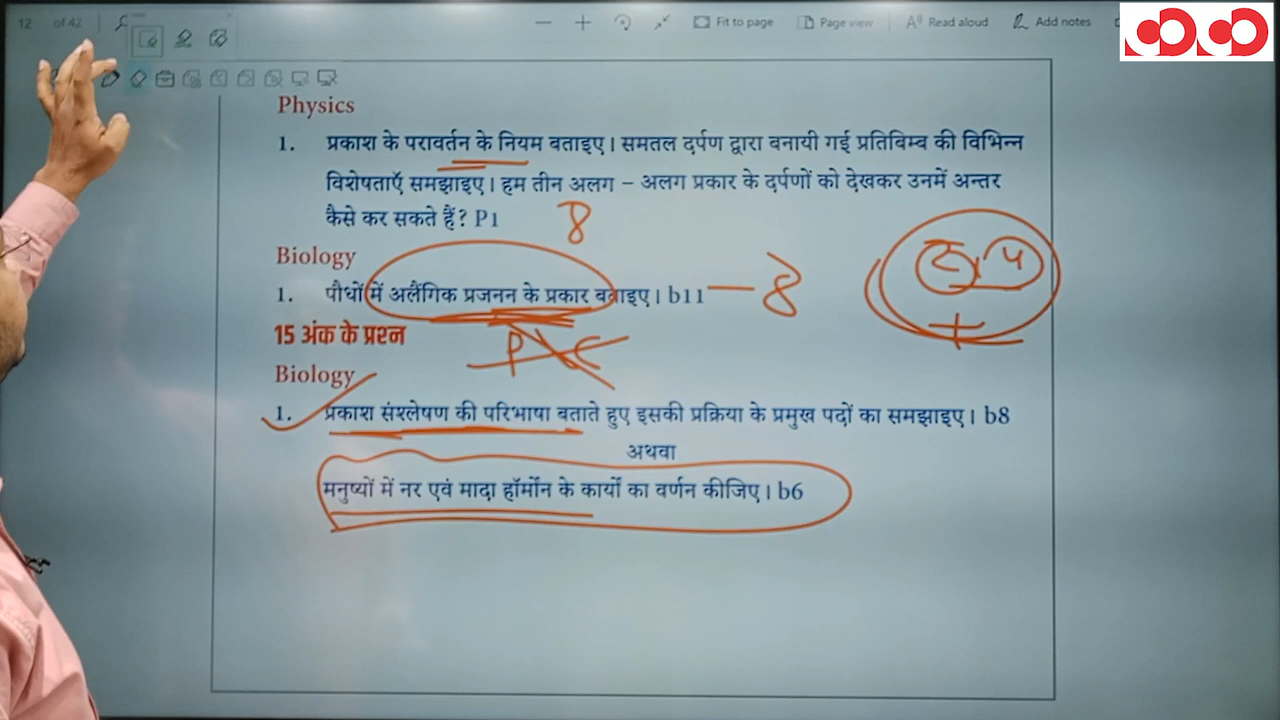 12 of 42 Fit to page Page view Read aloud Add notes
Physics
1. प्रकाश के परावर्तन के नियम बताइए। समतल दर्पण द्वारा बनायी गई प्रतिबिम्ब की विभिन्न
विशेषताएँ समझाइए। हम तीन अलग – अलग प्रकार के दर्पणों को देखकर उनमें अन्तर
कैसे कर सकते हैं? P1
8
Biology
1. पौधों में अलैंगिक प्रजनन के प्रकार बताइए। b11 — 8
15 अंक के प्रश्न
Biology
1. प्रकाश संश्लेषण की परिभाषा बताते हुए इसकी प्रक्रिया के प्रमुख पदों का समझाइए। b8
अथवा
मनुष्यों में नर एवं मादा हॉर्मोन के कार्यों का वर्णन कीजिए। b6